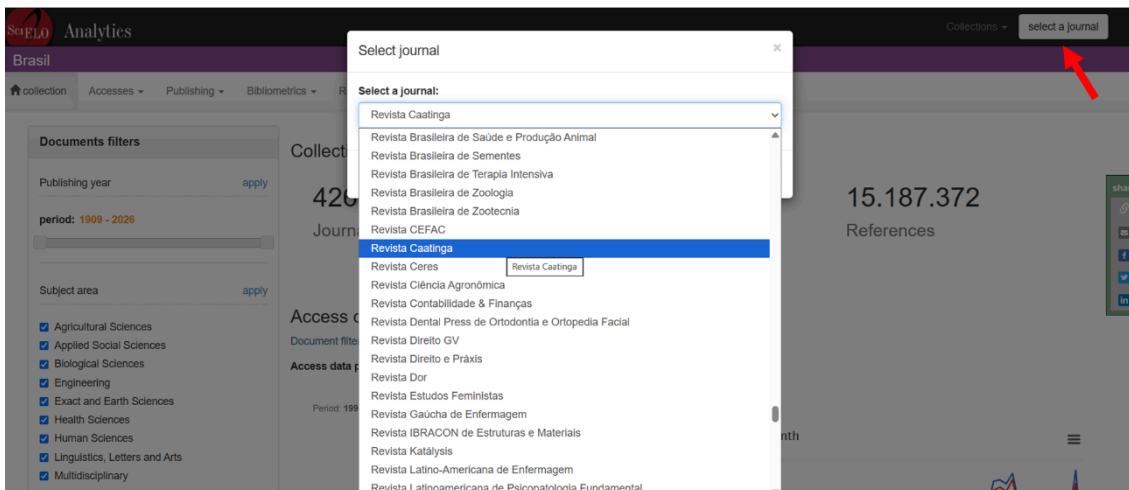 SciELO Analytics
Collections
select a journal
Brasil
collection
Accesses
Publishing
Bibliometrics
Select journal
×
Select a journal:
Revista Caatinga
Revista Brasileira de Saúde e Produção Animal
Revista Brasileira de Sementes
Revista Brasileira de Terapia Intensiva
Revista Brasileira de Zoologia
Revista Brasileira de Zootecnia
Revista CEFAC
Revista Caatinga
Revista Ceres
Revista Caatinga
Revista Ciência Agronômica
Revista Contabilidade & Finanças
Revista Dental Press de Ortodontia e Ortopedia Facial
Revista Direito GV
Revista Direito e Práxis
Revista Dor
Revista Estudos Feministas
Revista Gaúcha de Enfermagem
Revista IBRACON de Estruturas e Materiais
Revista Katálysis
Revista Latino-Americana de Enfermagem
Revista Latinoamericana de Psicopatologia Fundamental
Documents filters
Publishing year
apply
period: 1909 - 2026
Subject area
apply
Agricultural Sciences
Applied Social Sciences
Biological Sciences
Engineering
Exact and Earth Sciences
Health Sciences
Human Sciences
Linguistics, Letters and Arts
Multidisciplinary
15.187.372
References
Access
Access data